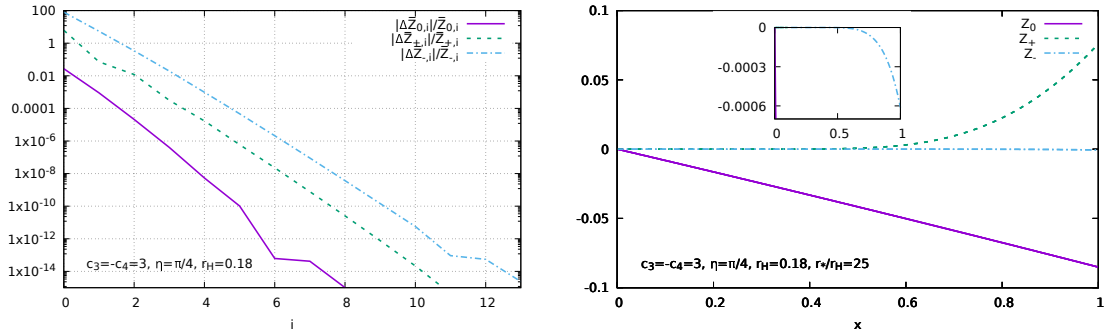 100
1
0.01
0.0001
1x10⁻⁶
1x10⁻⁸
1x10⁻¹⁰
1x10⁻¹²
1x10⁻¹⁴
|ΔZ̄₀,ᵢ|/Z̄₀,ᵢ
|ΔZ̄₊,ᵢ|/Z̄₊,ᵢ
|ΔZ̄₋,ᵢ|/Z̄₋,ᵢ
c₃=-c₄=3, η=π/4, r_H=0.18
0 2 4 6 8 10 12
i
0.1
0.05
0
-0.05
-0.1
Z₀
Z₊
Z₋
0
-0.0003
-0.0006
0 0.5 1
c₃=-c₄=3, η=π/4, r_H=0.18, r*/r_H=25
0 0.2 0.4 0.6 0.8 1
x